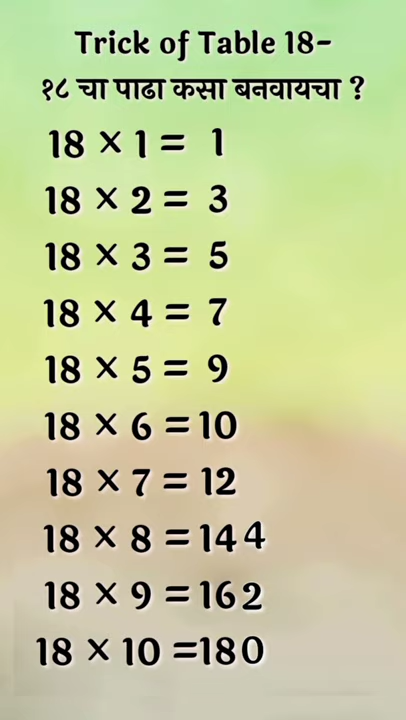 Trick of Table 18-
१८ चा पाढा कसा बनवायचा ?
18 × 1 = 1
18 × 2 = 3
18 × 3 = 5
18 × 4 = 7
18 × 5 = 9
18 × 6 = 10
18 × 7 = 12
18 × 8 = 144
18 × 9 = 162
18 × 10 = 180